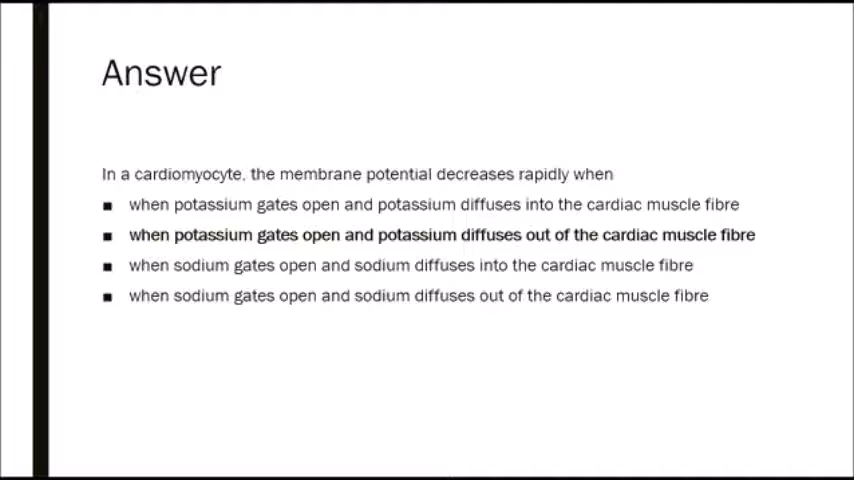 Answer
In a cardiomyocyte, the membrane potential decreases rapidly when
■ when potassium gates open and potassium diffuses into the cardiac muscle fibre
■ when potassium gates open and potassium diffuses out of the cardiac muscle fibre
■ when sodium gates open and sodium diffuses into the cardiac muscle fibre
■ when sodium gates open and sodium diffuses out of the cardiac muscle fibre